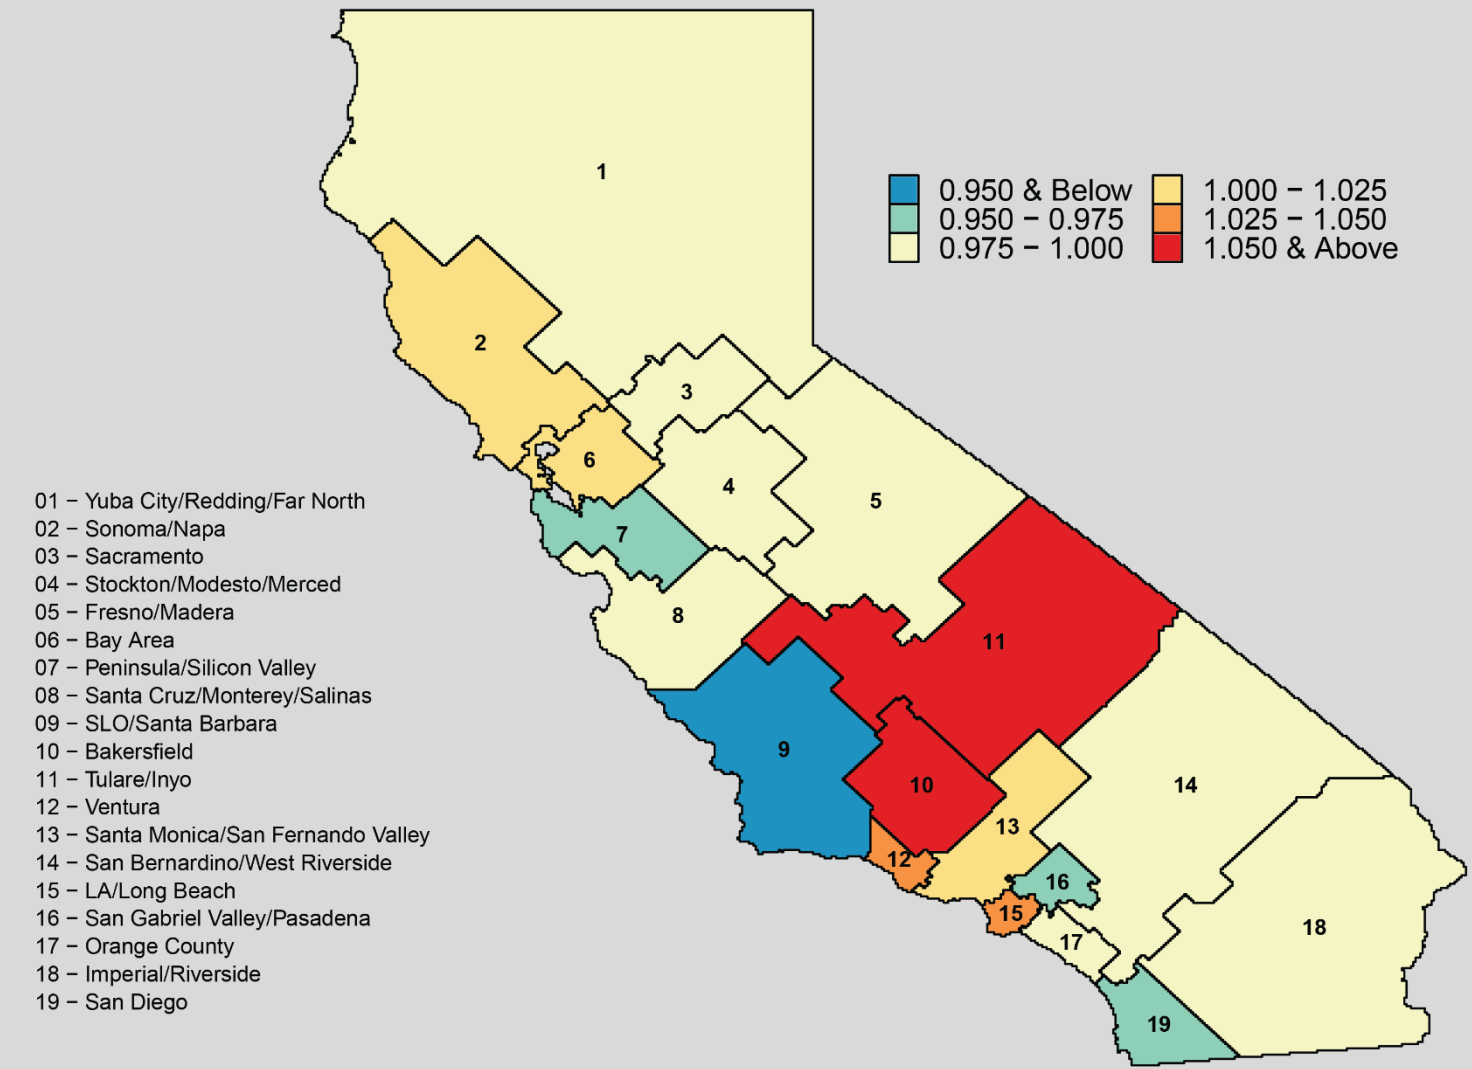 1
0.950 & Below
1.000 − 1.025
0.950 − 0.975
1.025 − 1.050
0.975 − 1.000
1.050 & Above
2
3
6
4
5
7
8
11
9
10
14
13
12
16
15
18
17
19
01 − Yuba City/Redding/Far North
02 − Sonoma/Napa
03 − Sacramento
04 − Stockton/Modesto/Merced
05 − Fresno/Madera
06 − Bay Area
07 − Peninsula/Silicon Valley
08 − Santa Cruz/Monterey/Salinas
09 − SLO/Santa Barbara
10 − Bakersfield
11 − Tulare/Inyo
12 − Ventura
13 − Santa Monica/San Fernando Valley
14 − San Bernardino/West Riverside
15 − LA/Long Beach
16 − San Gabriel Valley/Pasadena
17 − Orange County
18 − Imperial/Riverside
19 − San Diego